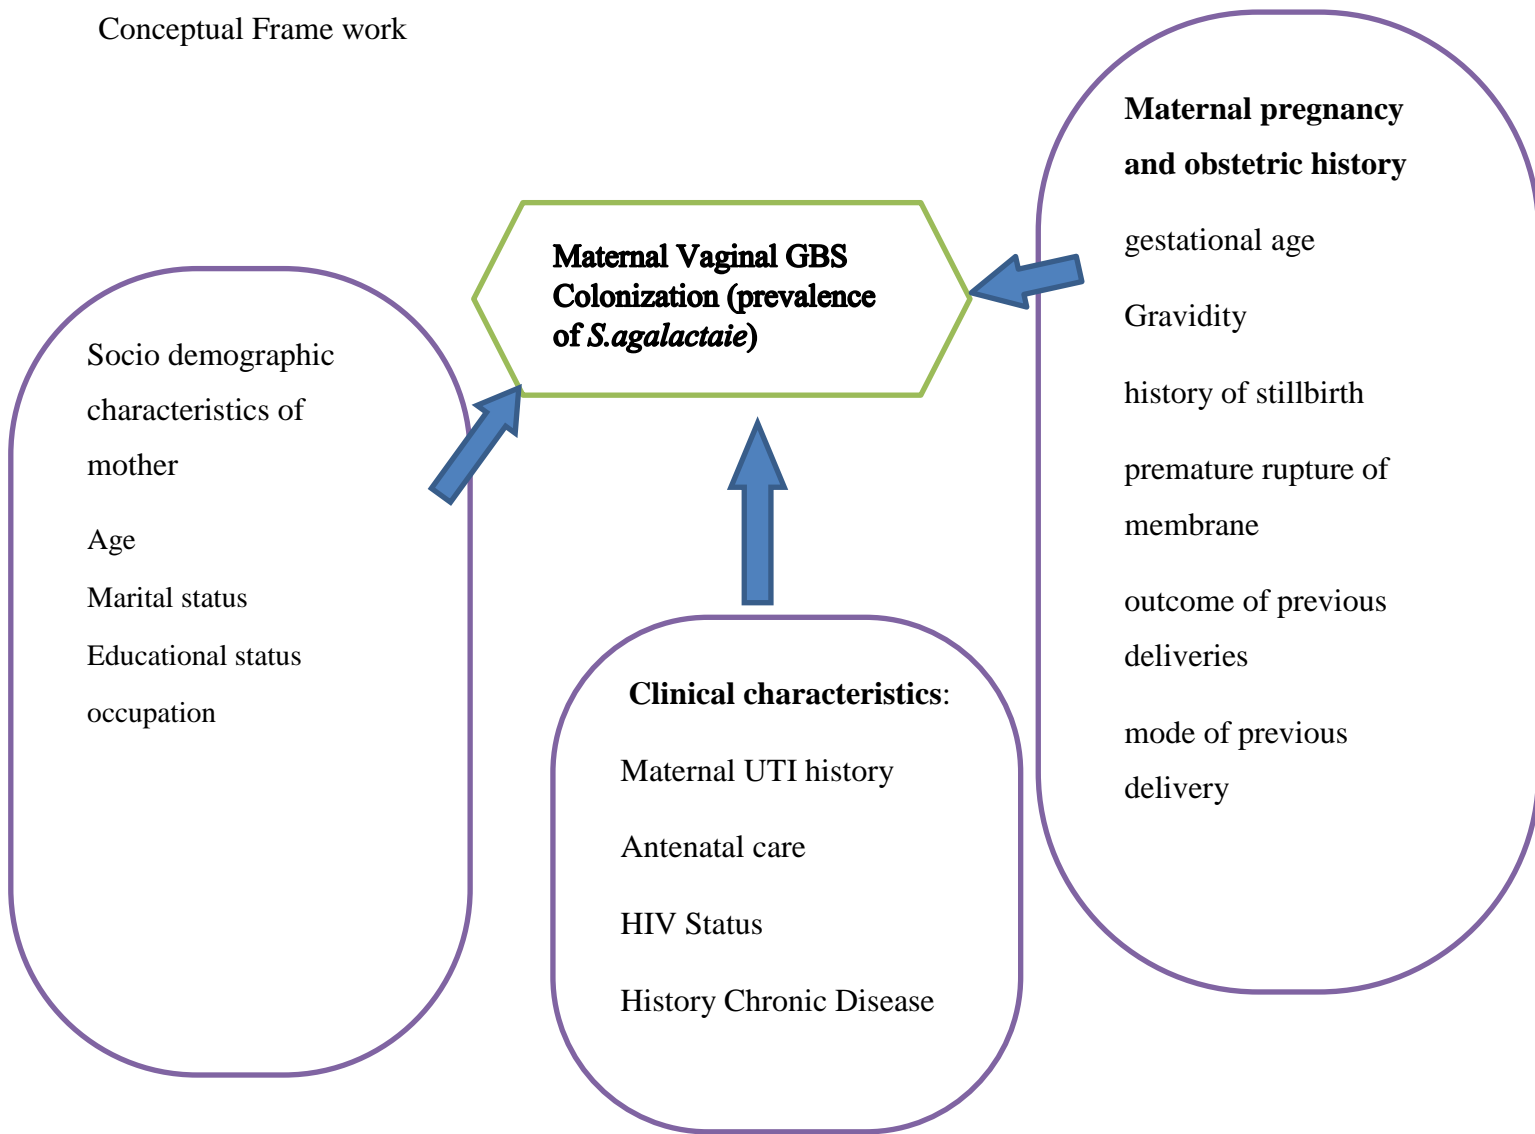 Conceptual Frame work
Maternal Vaginal GBS
Colonization (prevalence
of S.agalactaie)
Socio demographic
characteristics of
mother
Age
Marital status
Educational status
occupation
Clinical characteristics:
Maternal UTI history
Antenatal care
HIV Status
History Chronic Disease
Maternal pregnancy
and obstetric history
gestational age
Gravidity
history of stillbirth
premature rupture of
membrane
outcome of previous
deliveries
mode of previous
delivery